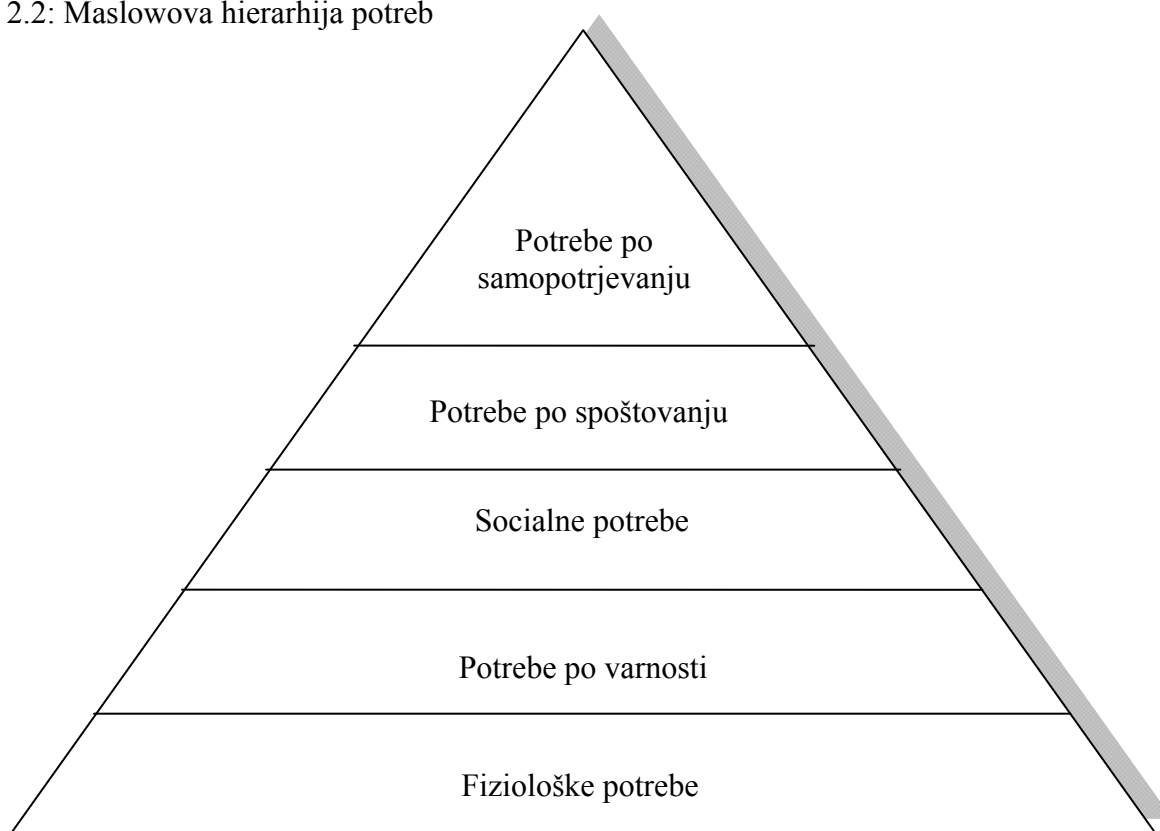 2.2: Maslowova hierarhija potreb
Potrebe po
samopotrjevanju
Potrebe po spoštovanju
Socialne potrebe
Potrebe po varnosti
Fiziološke potrebe